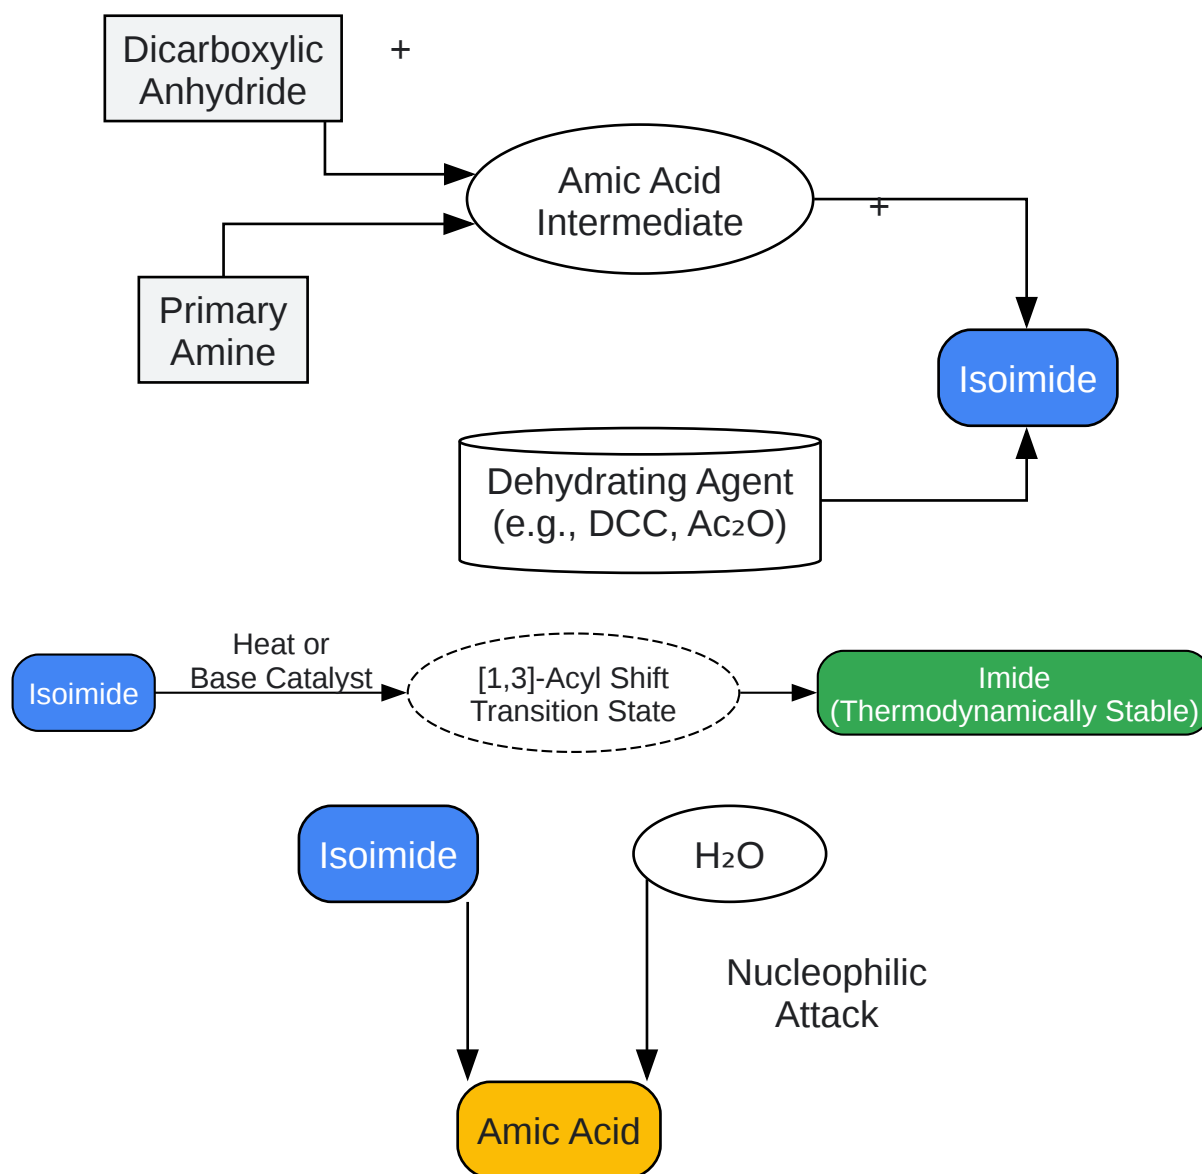 Dicarboxylic
Anhydride
+
Amic Acid
Intermediate
+
Primary
Amine
Isoimide
Dehydrating Agent
(e.g., DCC, Ac₂O)
Isoimide
Heat or
Base Catalyst
[1,3]-Acyl Shift
Transition State
Imide
(Thermodynamically Stable)
Isoimide
H₂O
Nucleophilic
Attack
Amic Acid